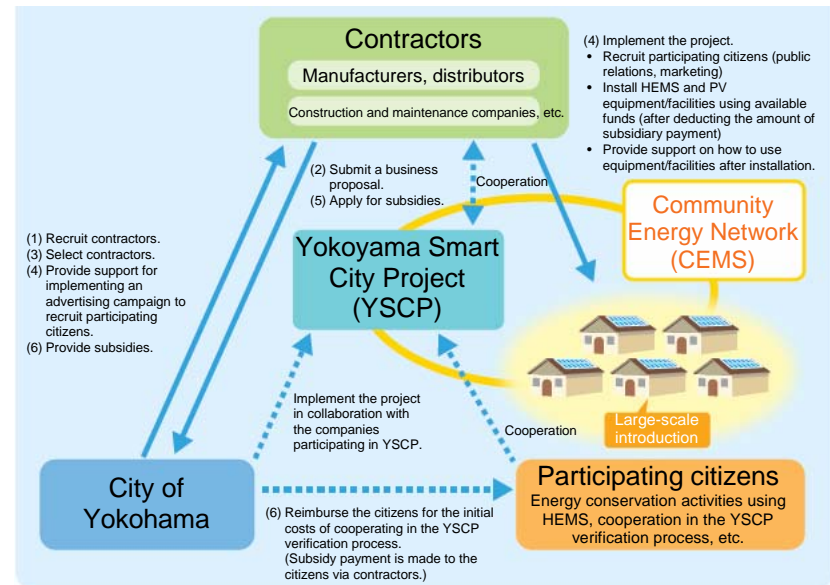 Contractors
Manufacturers, distributors
Construction and maintenance companies, etc.
(4) Implement the project.
• Recruit participating citizens (public
relations, marketing)
• Install HEMS and PV
equipment/facilities using available
funds (after deducting the amount of
subsidiary payment)
• Provide support on how to use
equipment/facilities after installation.
(2) Submit a business
proposal.
(5) Apply for subsidies.
Cooperation
Community
Energy Network
(CEMS)
(1) Recruit contractors.
(3) Select contractors.
(4) Provide support for
implementing an
advertising campaign to
recruit participating
citizens.
(6) Provide subsidies.
Yokoyama Smart
City Project
(YSCP)
Implement the project
in collaboration with
the companies
participating in YSCP.
Cooperation
Large-scale
introduction
City of
Yokohama
(6) Reimburse the citizens for the initial
costs of cooperating in the YSCP
verification process.
(Subsidy payment is made to the
citizens via contractors.)
Participating citizens
Energy conservation activities using
HEMS, cooperation in the YSCP
verification process, etc.